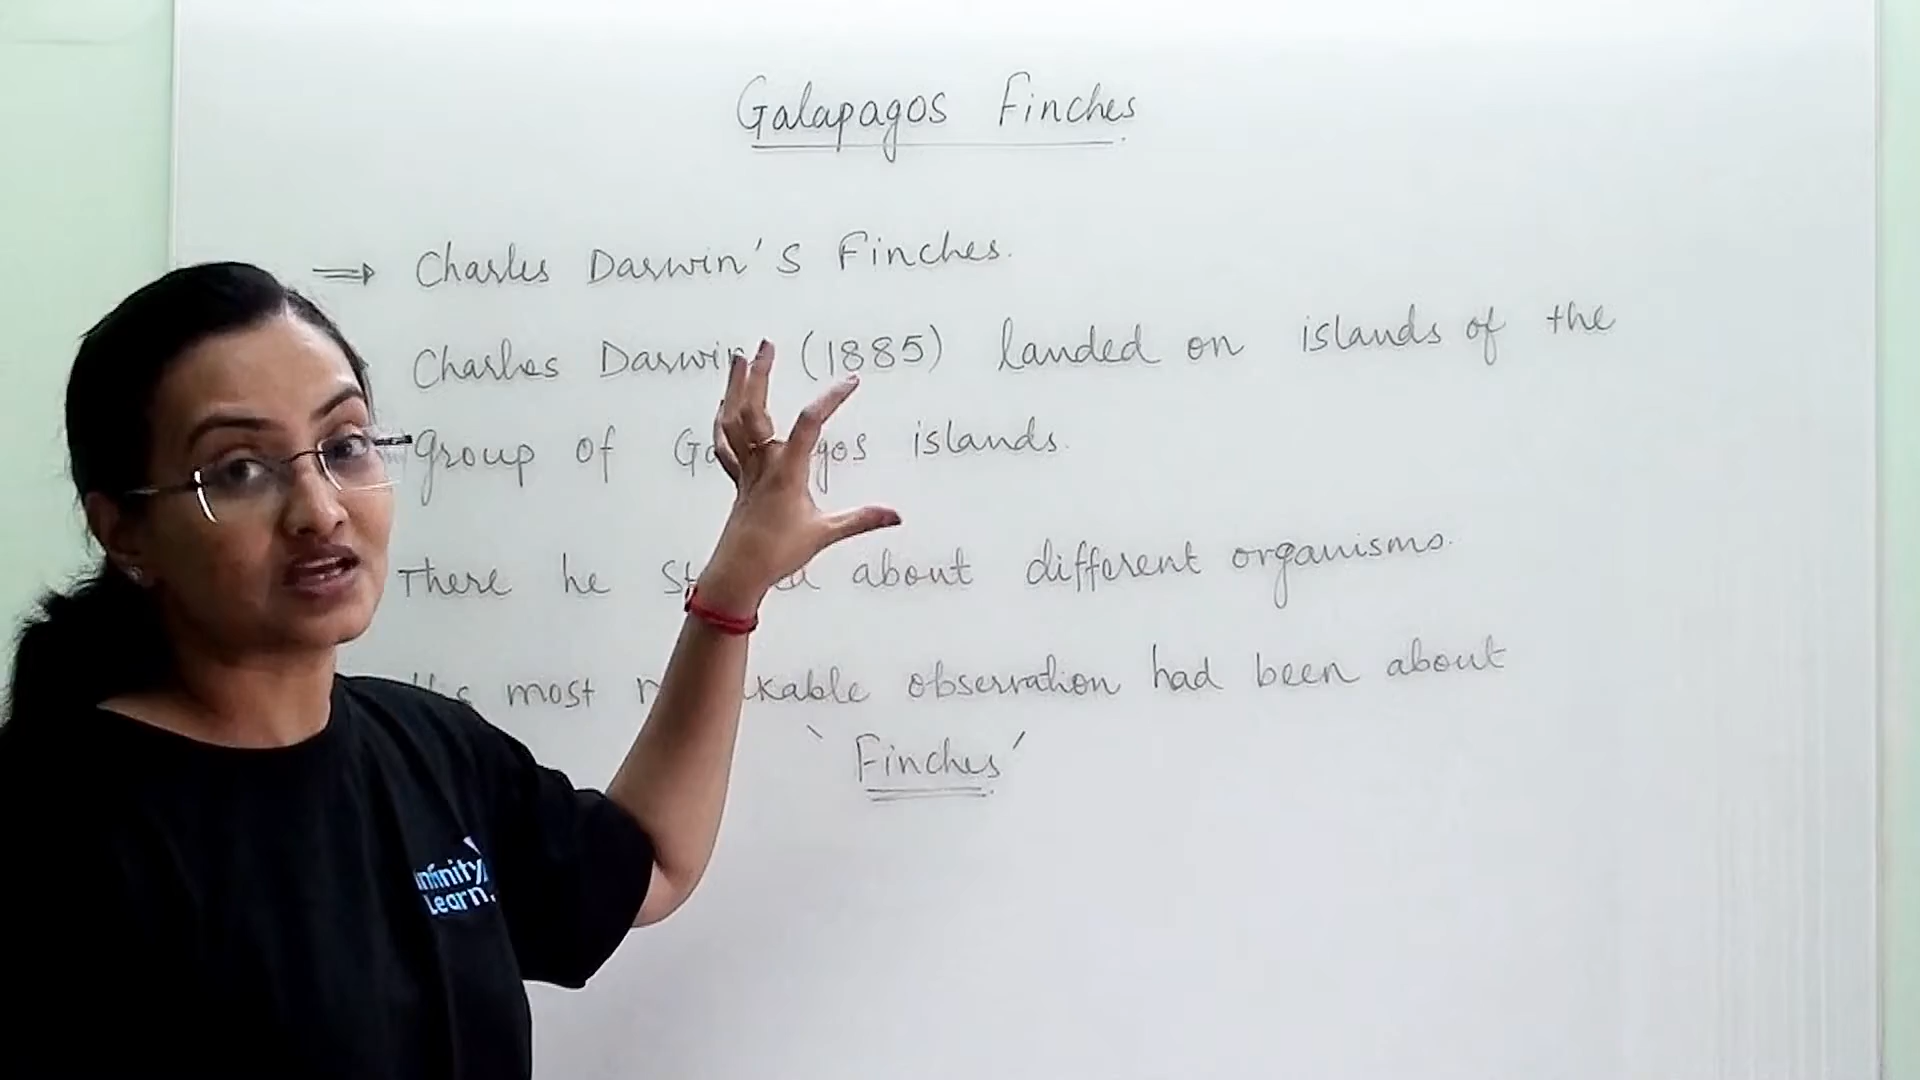 Galapagos Finches
⇒ Charles Darwin's Finches.
Charles Darwin (1885) landed on islands of the
group of islands.
There he about different organisms.
most observation had been about
'Finches'
Infinity
Learn.